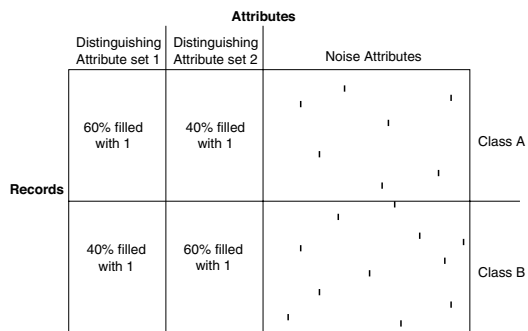 Attributes
Distinguishing
Attribute set 1
Distinguishing
Attribute set 2
Noise Attributes
60% filled
with 1
40% filled
with 1
Class A
Records
40% filled
with 1
60% filled
with 1
Class B